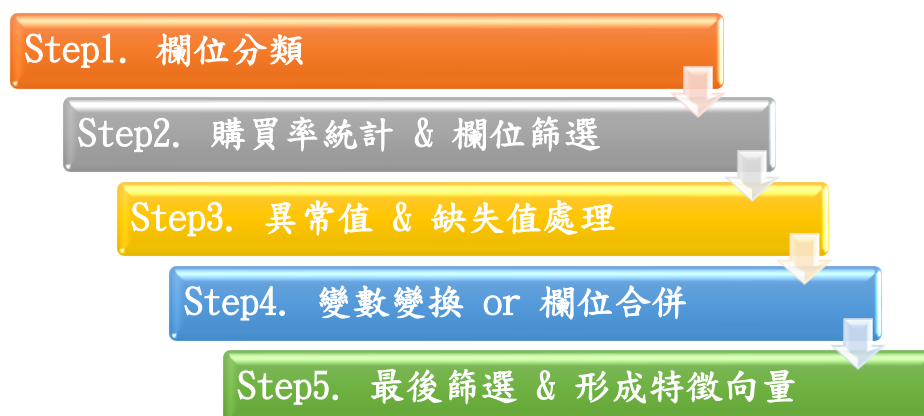 Step1. 欄位分類
Step2. 購買率統計 & 欄位篩選
Step3. 異常值 & 缺失值處理
Step4. 變數變換 or 欄位合併
Step5. 最後篩選 & 形成特徵向量